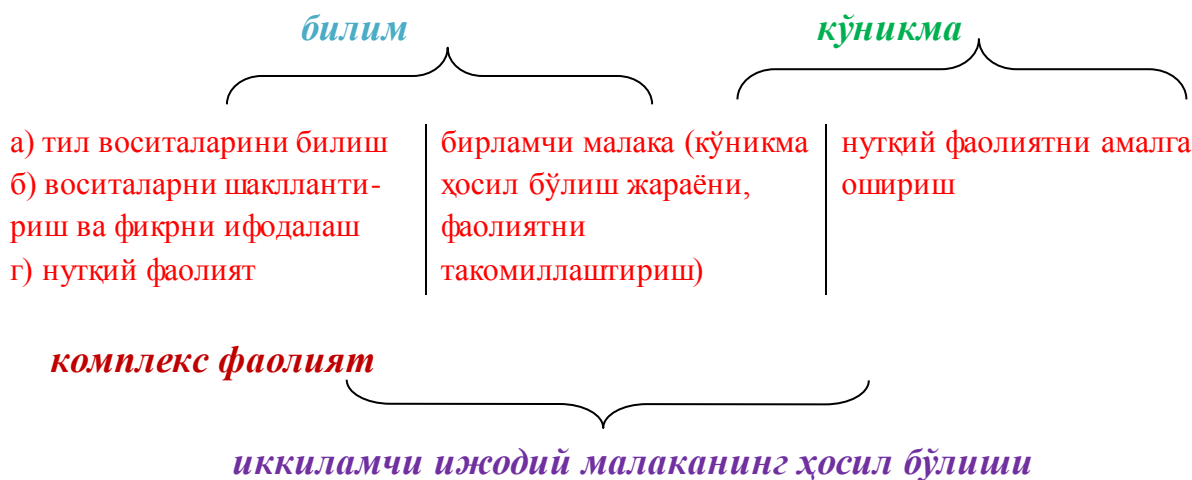 билим
кўникма
а) тил воситаларини билиш
б) воситаларни шакллланти-
риш ва фикрни ифодалаш
г) нутқий фаолият
бирламчи малака (кўникма
ҳосил бўлиш жараёни,
фаолиятни
такомиллаштириш)
нутқий фаолиятни амалга
ошириш
комплекс фаолият
иккиламчи ижодий малаканинг ҳосил бўлиши